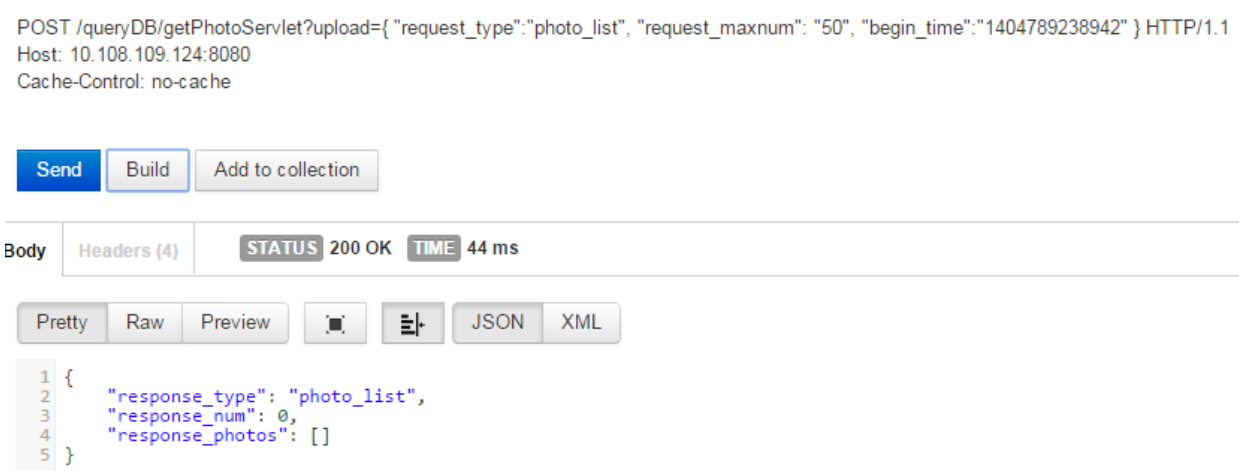 POST /queryDB/getPhotoServlet?upload={ "request_type":"photo_list", "request_maxnum": "50", "begin_time":"1404789238942" } HTTP/1.1
Host: 10.108.109.124:8080
Cache-Control: no-cache
Send Build Add to collection
Body Headers (4) STATUS 200 OK TIME 44 ms
Pretty Raw Preview JSON XML
1 {
2 "response_type": "photo_list",
3 "response_num": 0,
4 "response_photos": []
5 }